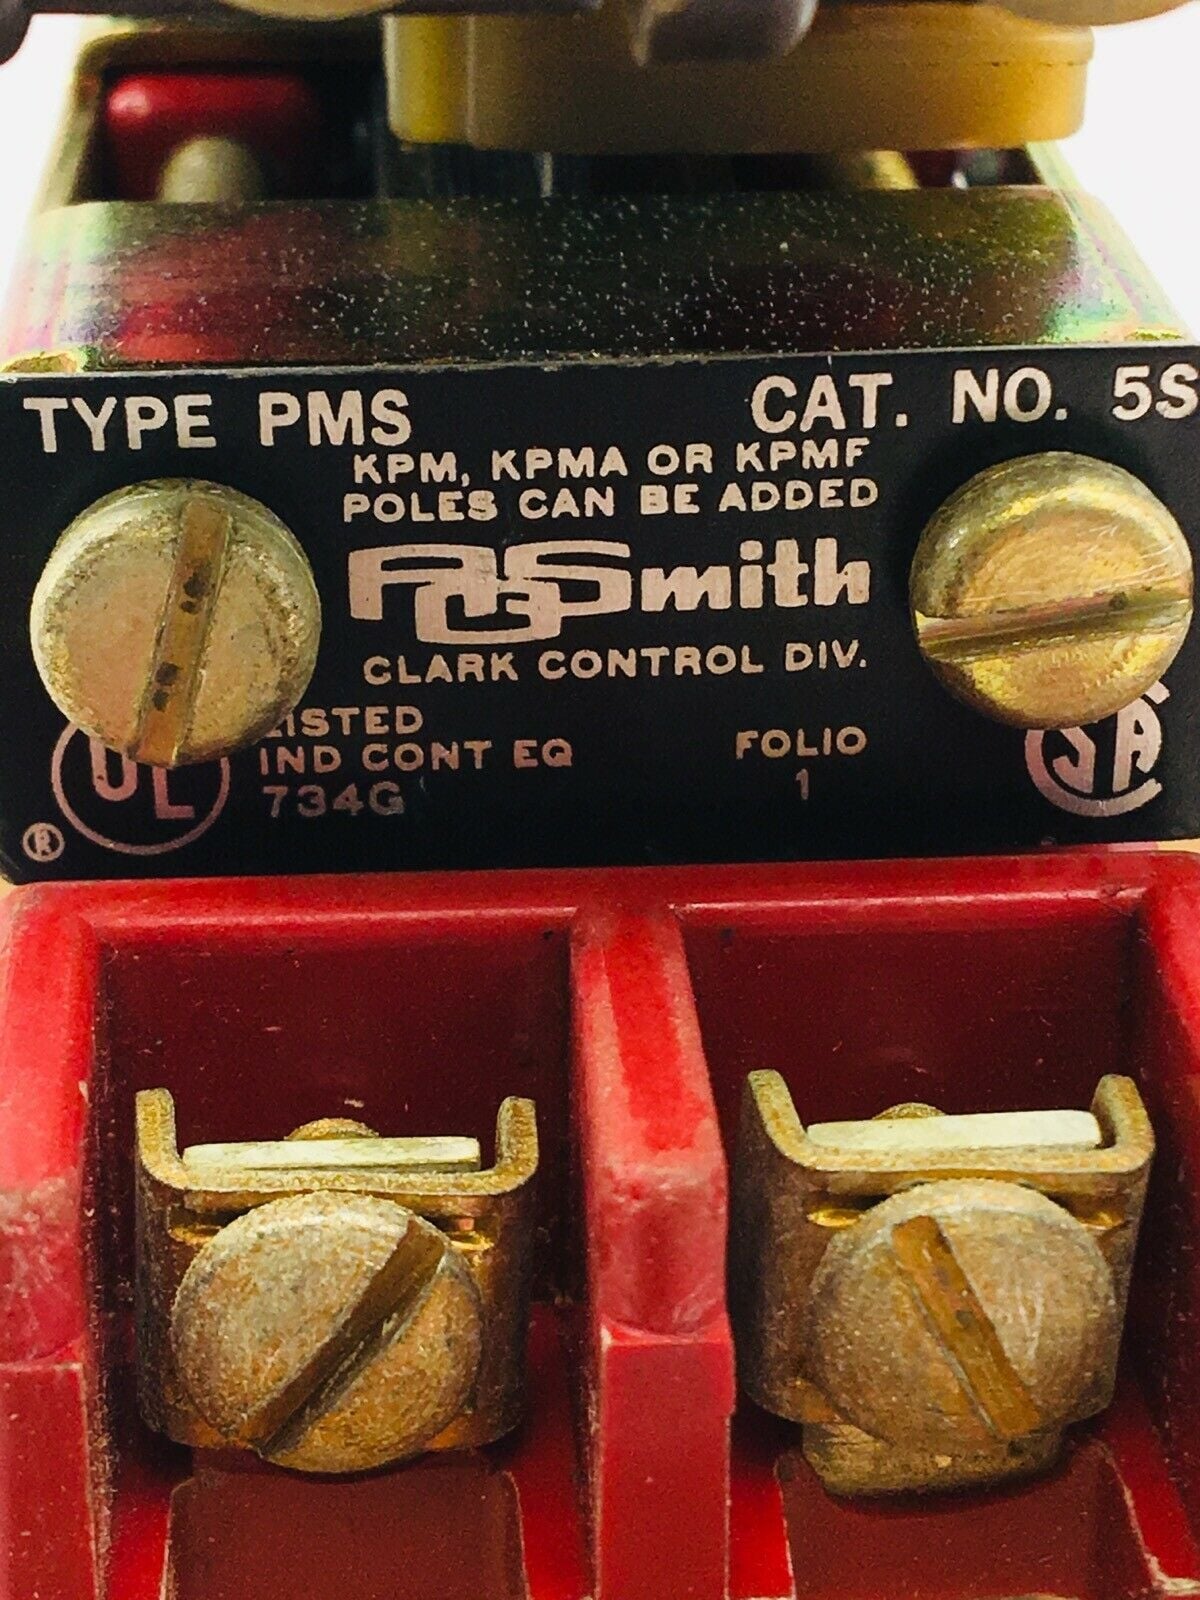 TYPE PMS CAT. NO. 5S
KPM, KPMA OR KPMF
POLES CAN BE ADDED
AOSmith
CLARK CONTROL DIV.
LISTED
IND CONT EQ FOLIO
734G 1
UL
SA
®